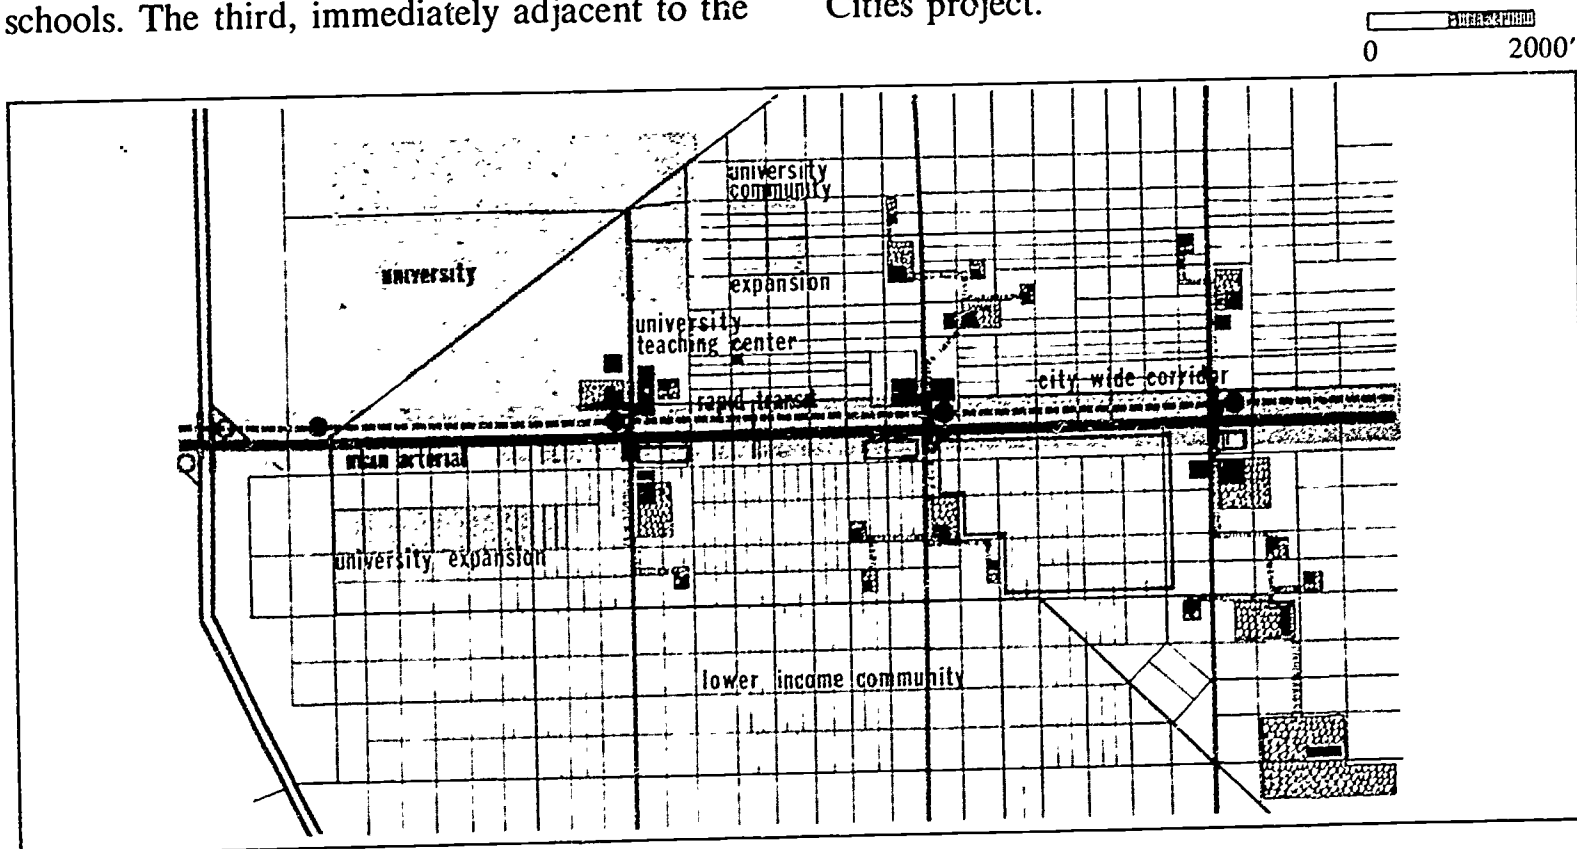 schools. The third, immediately adjacent to the
Cities project.
0 2000'
university
community
university
expansion
university
teaching center
city wide corridor
rapid transit
main arterial
university expansion
lower income community